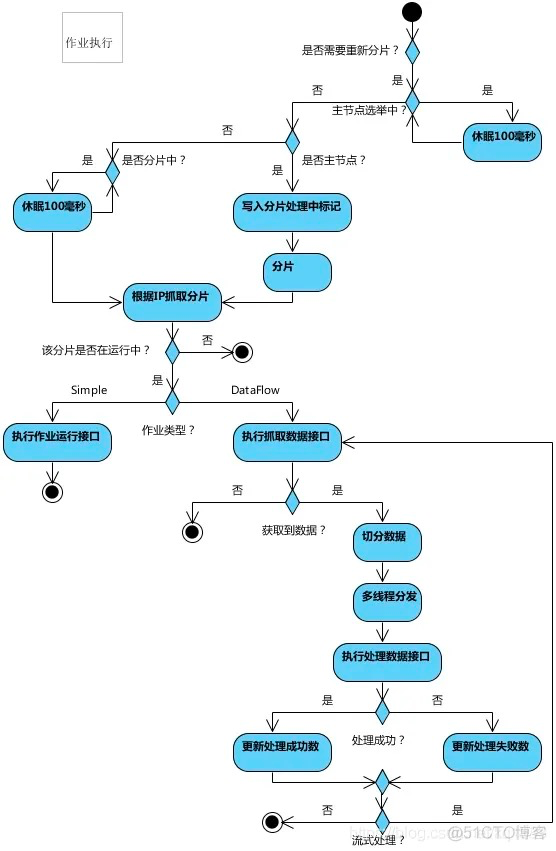 作业执行
是否需要重新分片？
是
否
主节点选举中？
是
休眠100毫秒
否
是否主节点？
是
是
是否分片中？
休眠100毫秒
写入分片处理中标记
分片
根据IP抓取分片
该分片是否在运行中？
否
是
Simple
DataFlow
作业类型？
执行作业运行接口
执行抓取数据接口
否
是
获取到数据？
切分数据
多线程分发
执行处理数据接口
是
否
处理成功？
更新处理成功数
更新处理失败数
否
是
流式处理？
@51CTO博客